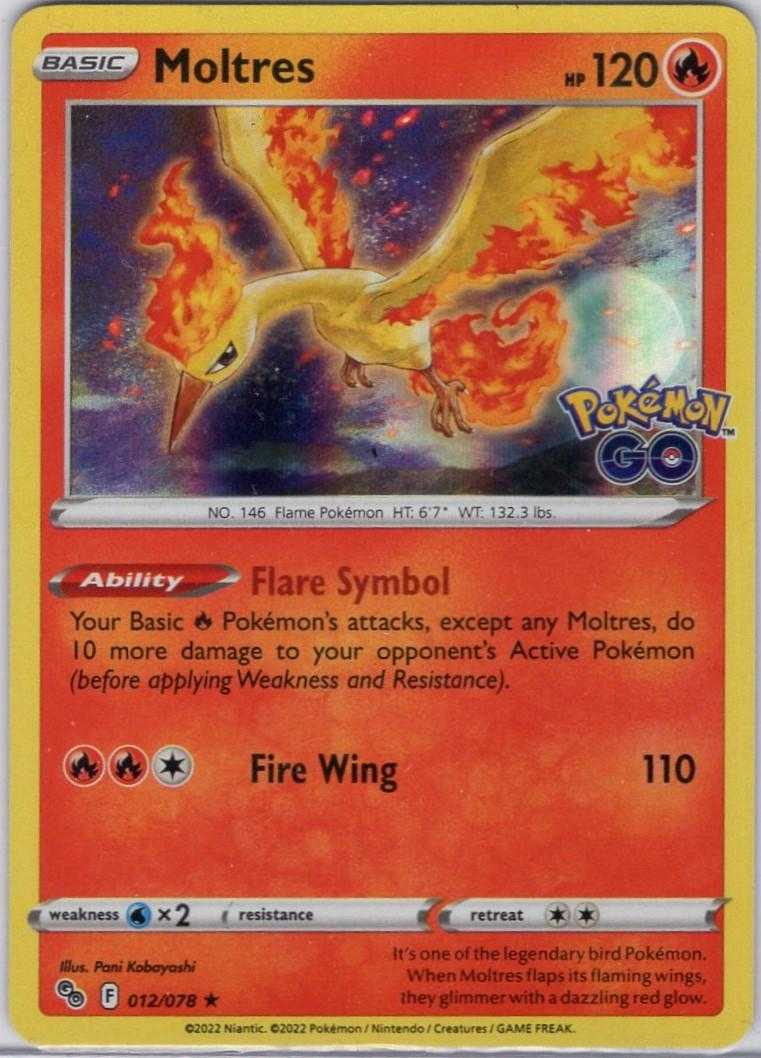 BASIC Moltres HP 120
POKéMON TM
GO
NO. 146 Flame Pokémon HT: 6'7" WT: 132.3 lbs.
Ability Flare Symbol
Your Basic Pokémon's attacks, except any Moltres, do
10 more damage to your opponent's Active Pokémon
(before applying Weakness and Resistance).
Fire Wing 110
weakness ×2 resistance retreat
Illus. Pani Kobayashi
GO F 012/078 ★
It's one of the legendary bird Pokémon.
When Moltres flaps its flaming wings,
they glimmer with a dazzling red glow.
©2022 Niantic. ©2022 Pokémon / Nintendo / Creatures / GAME FREAK.